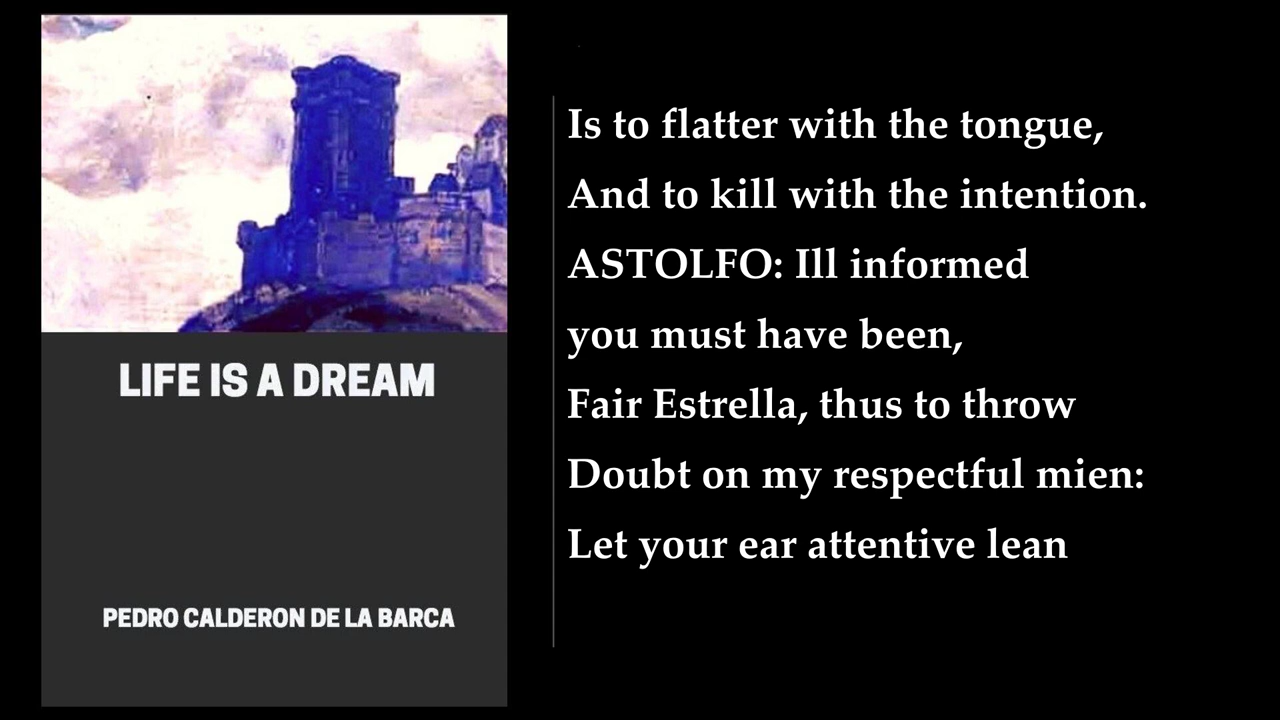 LIFE IS A DREAM
PEDRO CALDERON DE LA BARCA
Is to flatter with the tongue,
And to kill with the intention.
ASTOLFO: Ill informed
you must have been,
Fair Estrella, thus to throw
Doubt on my respectful mien:
Let your ear attentive lean